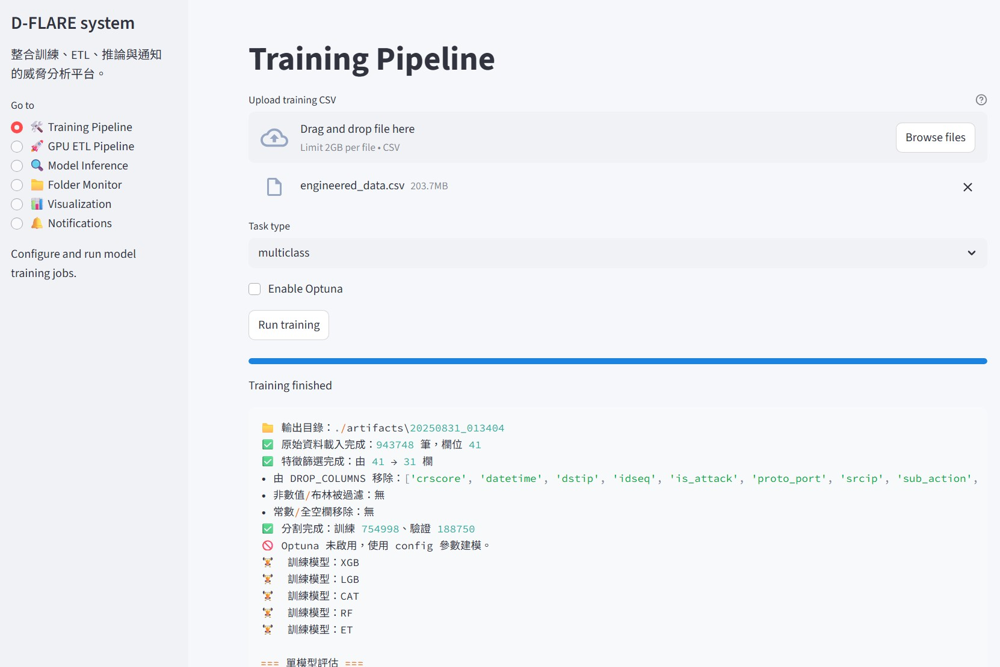 D-FLARE system
整合訓練、ETL、推論與通知
的威脅分析平台。
Go to
Training Pipeline
GPU ETL Pipeline
Model Inference
Folder Monitor
Visualization
Notifications
Configure and run model
training jobs.
Training Pipeline
Upload training CSV
Drag and drop file here
Limit 2GB per file • CSV
Browse files
engineered_data.csv 203.7MB
Task type
multiclass
Enable Optuna
Run training
Training finished
📁 輸出目錄：./artifacts\20250831_013404
✅ 原始資料載入完成：943748 筆，欄位 41
✅ 特徵篩選完成：由 41 → 31 欄
• 由 DROP_COLUMNS 移除：['crscore', 'datetime', 'dstip', 'idseq', 'is_attack', 'proto_port', 'srcip', 'sub_action',
• 非數值/布林被過濾：無
• 常數/全空欄移除：無
✅ 分割完成：訓練 754998、驗證 188750
🚫 Optuna 未啟用，使用 config 參數建模。
🏋 訓練模型：XGB
🏋 訓練模型：LGB
🏋 訓練模型：CAT
🏋 訓練模型：RF
🏋 訓練模型：ET
=== 單模型評估 ===